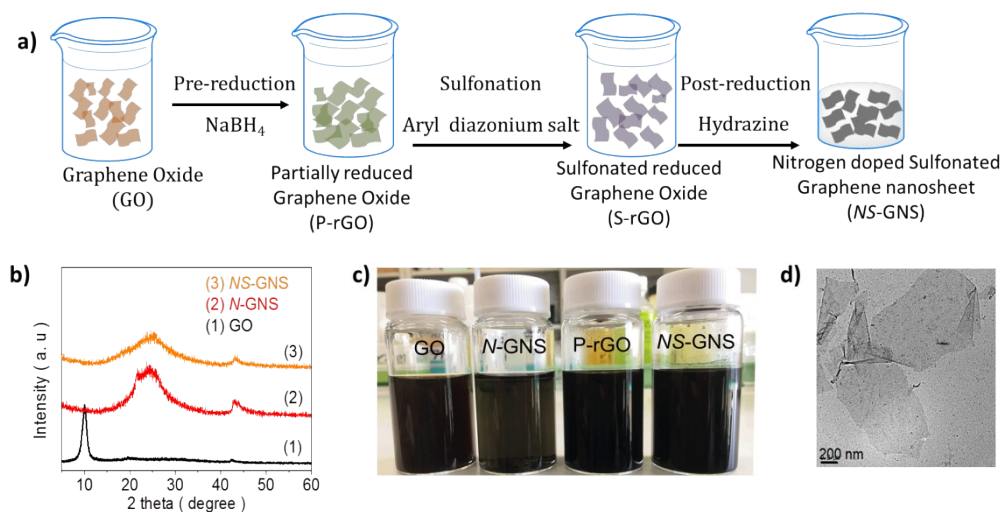 a)
Pre-reduction
NaBH₄
Sulfonation
Aryl diazonium salt
Post-reduction
Hydrazine
Graphene Oxide
(GO)
Partially reduced
Graphene Oxide
(P-rGO)
Sulfonated reduced
Graphene Oxide
(S-rGO)
Nitrogen doped Sulfonated
Graphene nanosheet
(NS-GNS)
b)
(3) NS-GNS
(2) N-GNS
(1) GO
(3)
(2)
(1)
Intensity ( a. u )
10 20 30 40 50 60
2 theta ( degree )
c)
GO
N-GNS
P-rGO
NS-GNS
d)
200 nm